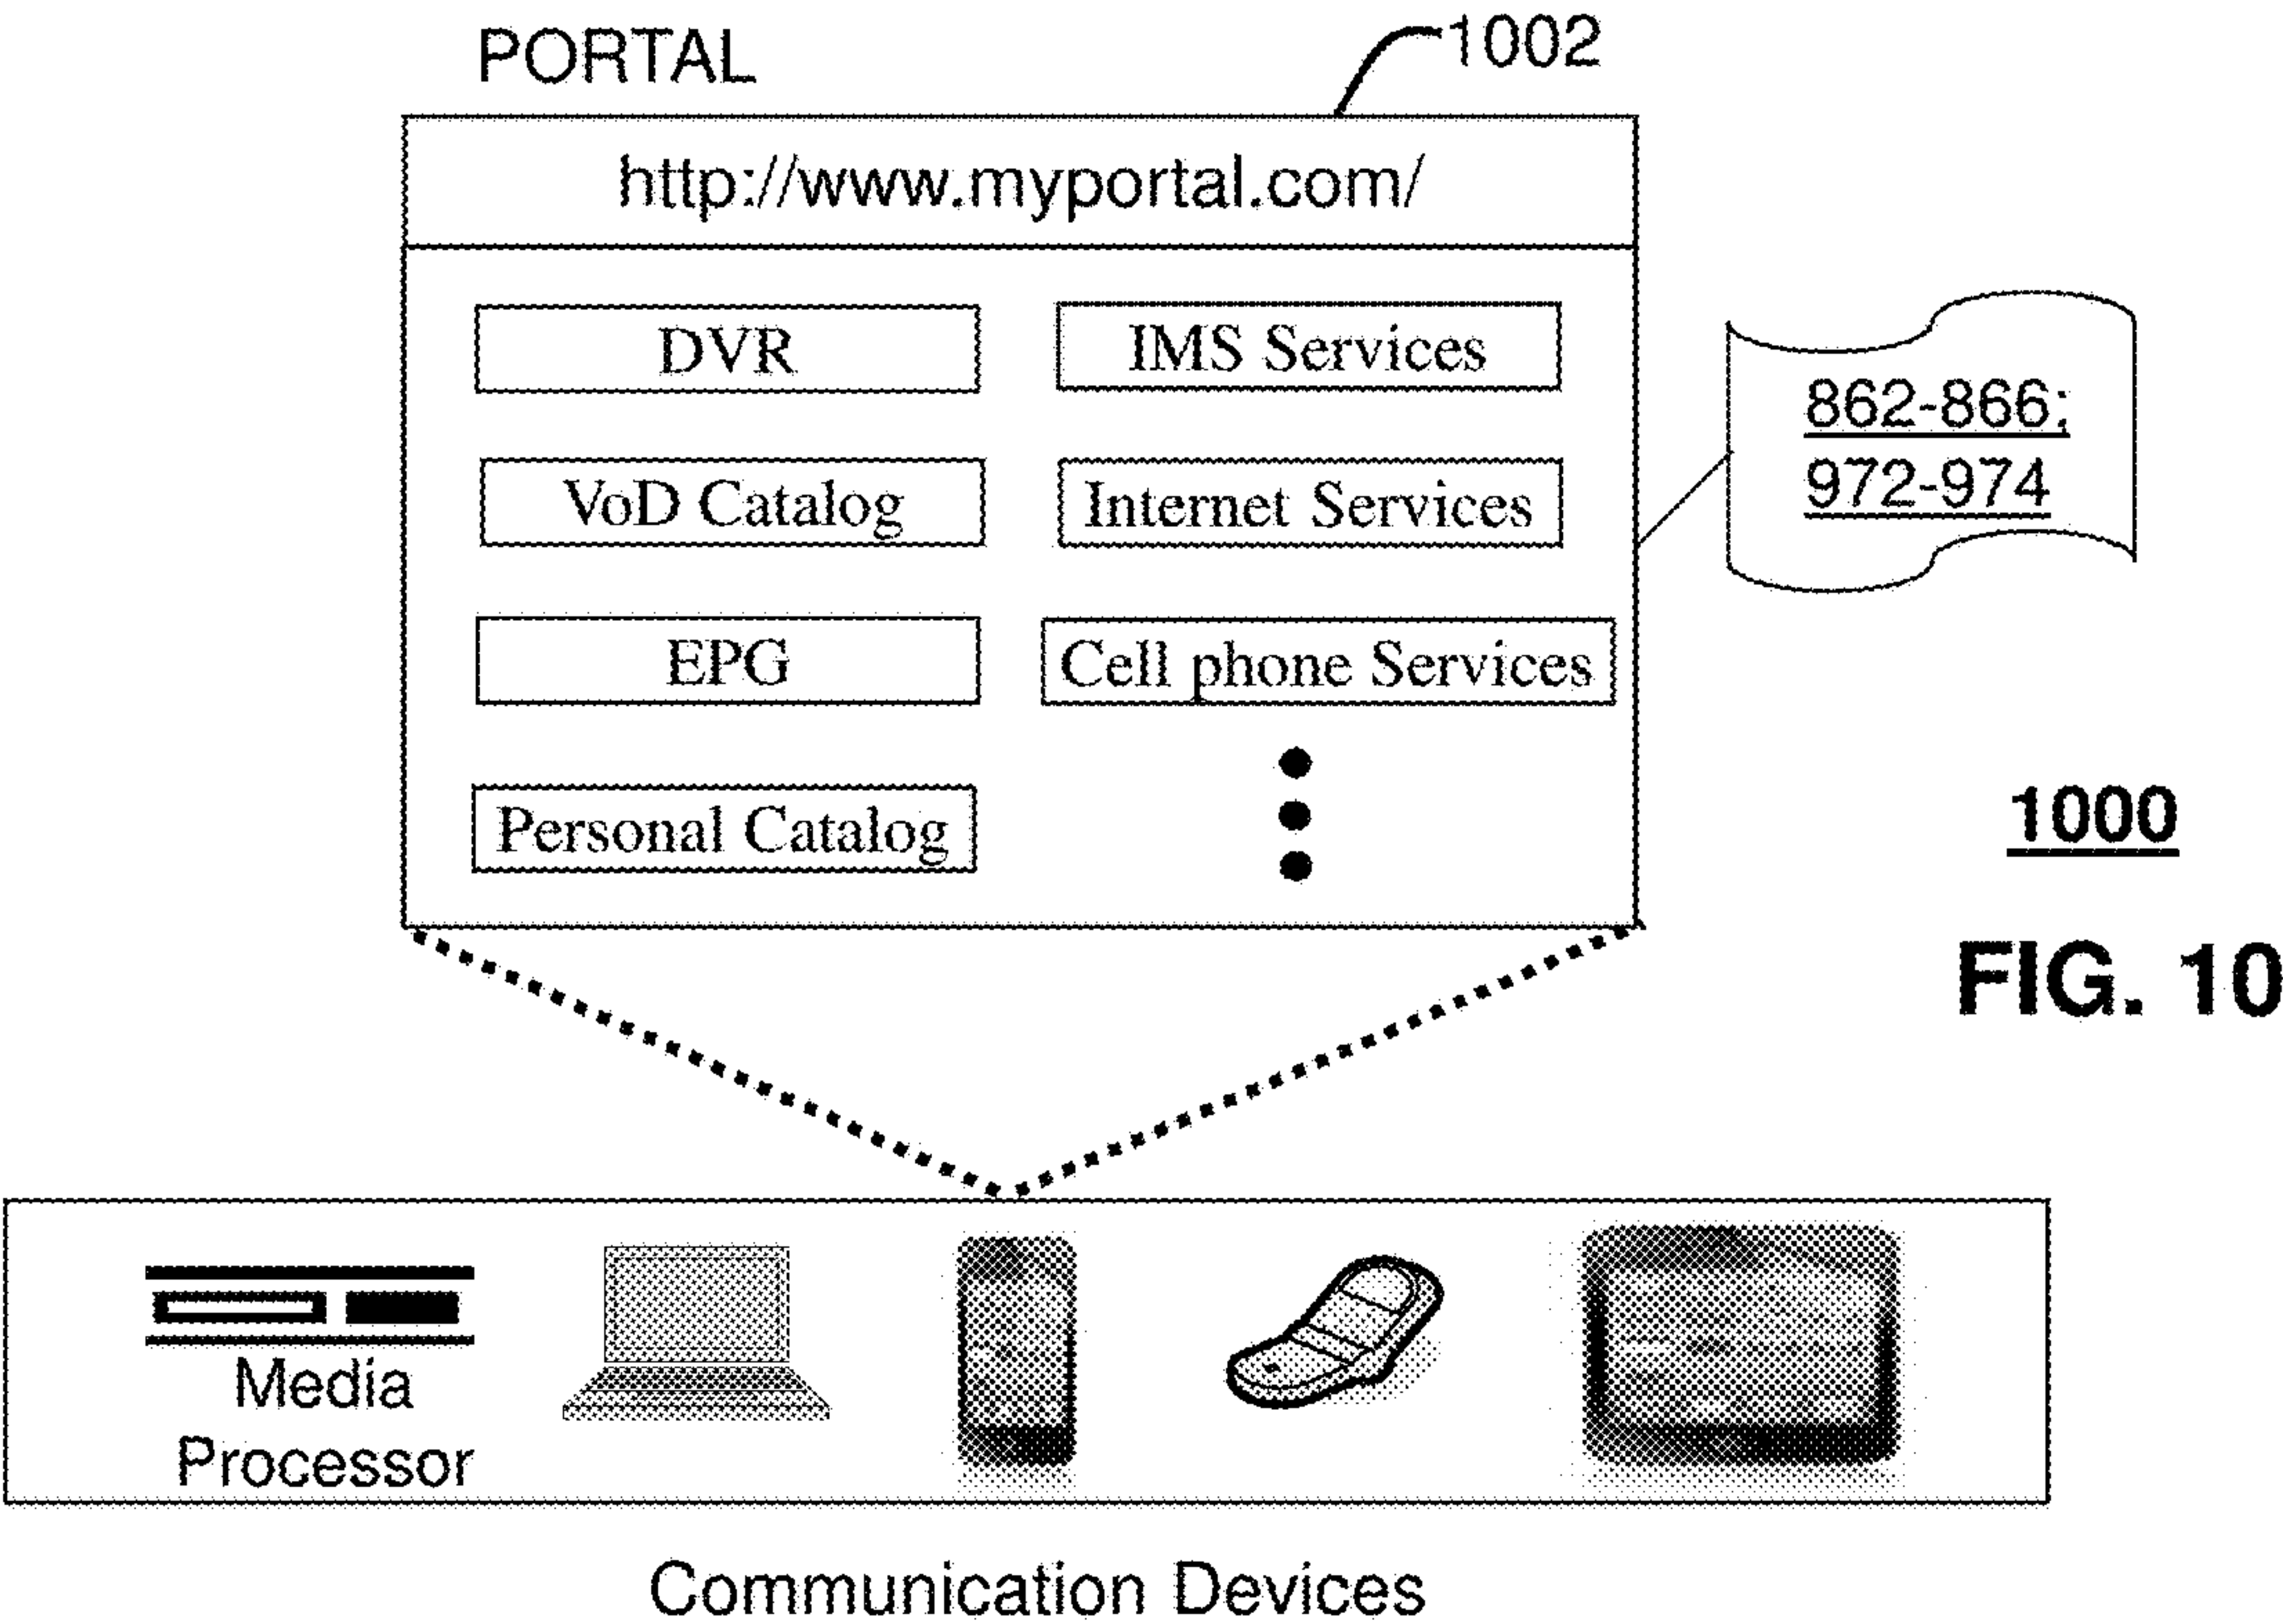 PORTAL
1002
http://www.myportal.com/
DVR
IMS Services
VoD Catalog
Internet Services
EPG
Cell phone Services
Personal Catalog
862-866;
972-974
1000
FIG. 10
Media
Processor
Communication Devices